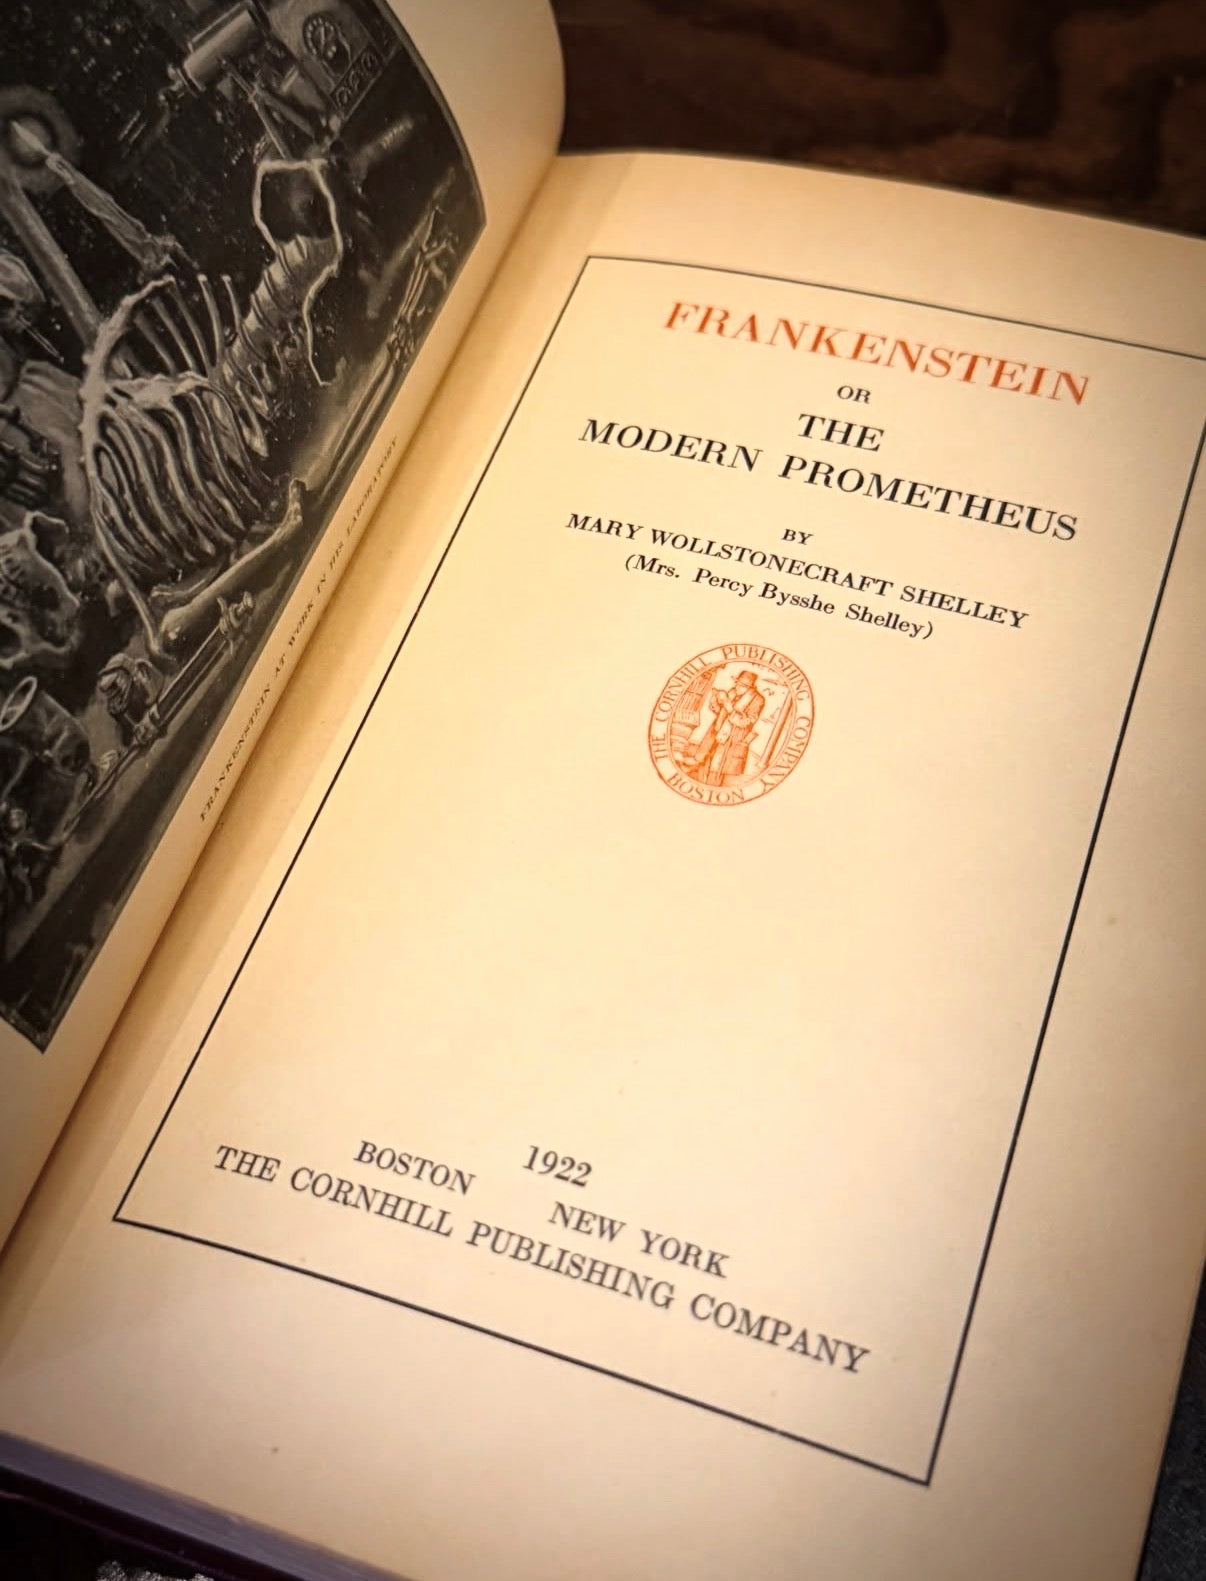 FRANKENSTEIN AT WORK IN HIS LABORATORY
FRANKENSTEIN
OR
THE
MODERN PROMETHEUS
BY
MARY WOLLSTONECRAFT SHELLEY
(Mrs. Percy Bysshe Shelley)
THE CORNHILL PUBLISHING COMPANY
BOSTON
1922
BOSTON NEW YORK
THE CORNHILL PUBLISHING COMPANY